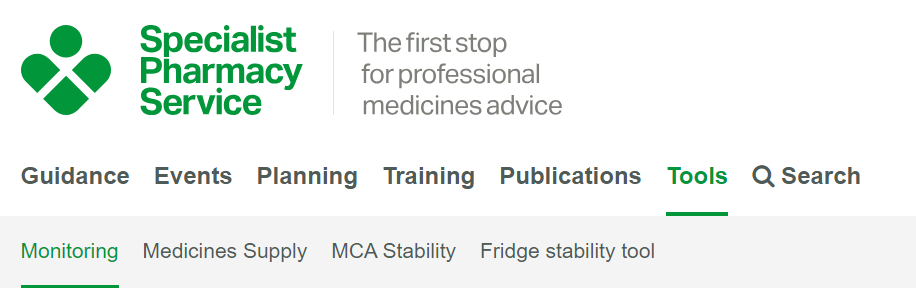 Specialist
Pharmacy
Service
The first stop
for professional
medicines advice
Guidance Events Planning Training Publications Tools Search
Monitoring Medicines Supply MCA Stability Fridge stability tool